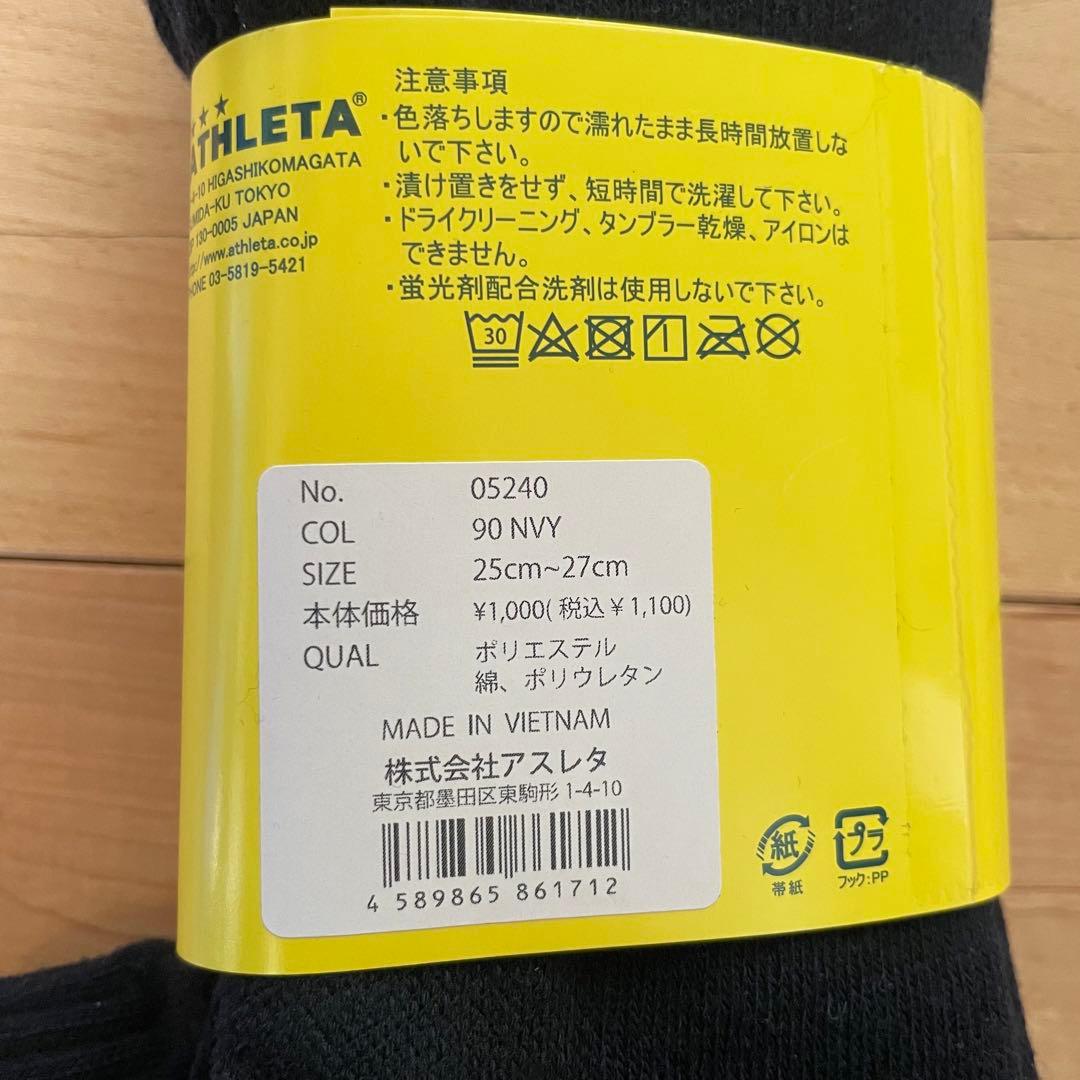 ATHLETA®
-10 HIGASHIKOMAGATA
MIDA-KU TOKYO
130-0005 JAPAN
//www.athleta.co.jp
PHONE 03-5819-5421
注意事項
・色落ちしますので濡れたまま長時間放置しな
いで下さい。
・漬け置きをせず、短時間で洗濯して下さい。
・ドライクリーニング、タンブラー乾燥、アイロンは
できません。
・蛍光剤配合洗剤は使用しないで下さい。
30
No. 05240
COL 90 NVY
SIZE 25cm~27cm
本体価格 ¥1,000(税込¥1,100)
QUAL ポリエステル
綿、ポリウレタン
MADE IN VIETNAM
株式会社アスレタ
東京都墨田区東駒形 1-4-10
4 589865 861712
紙
帯紙
プラ
フック:PP